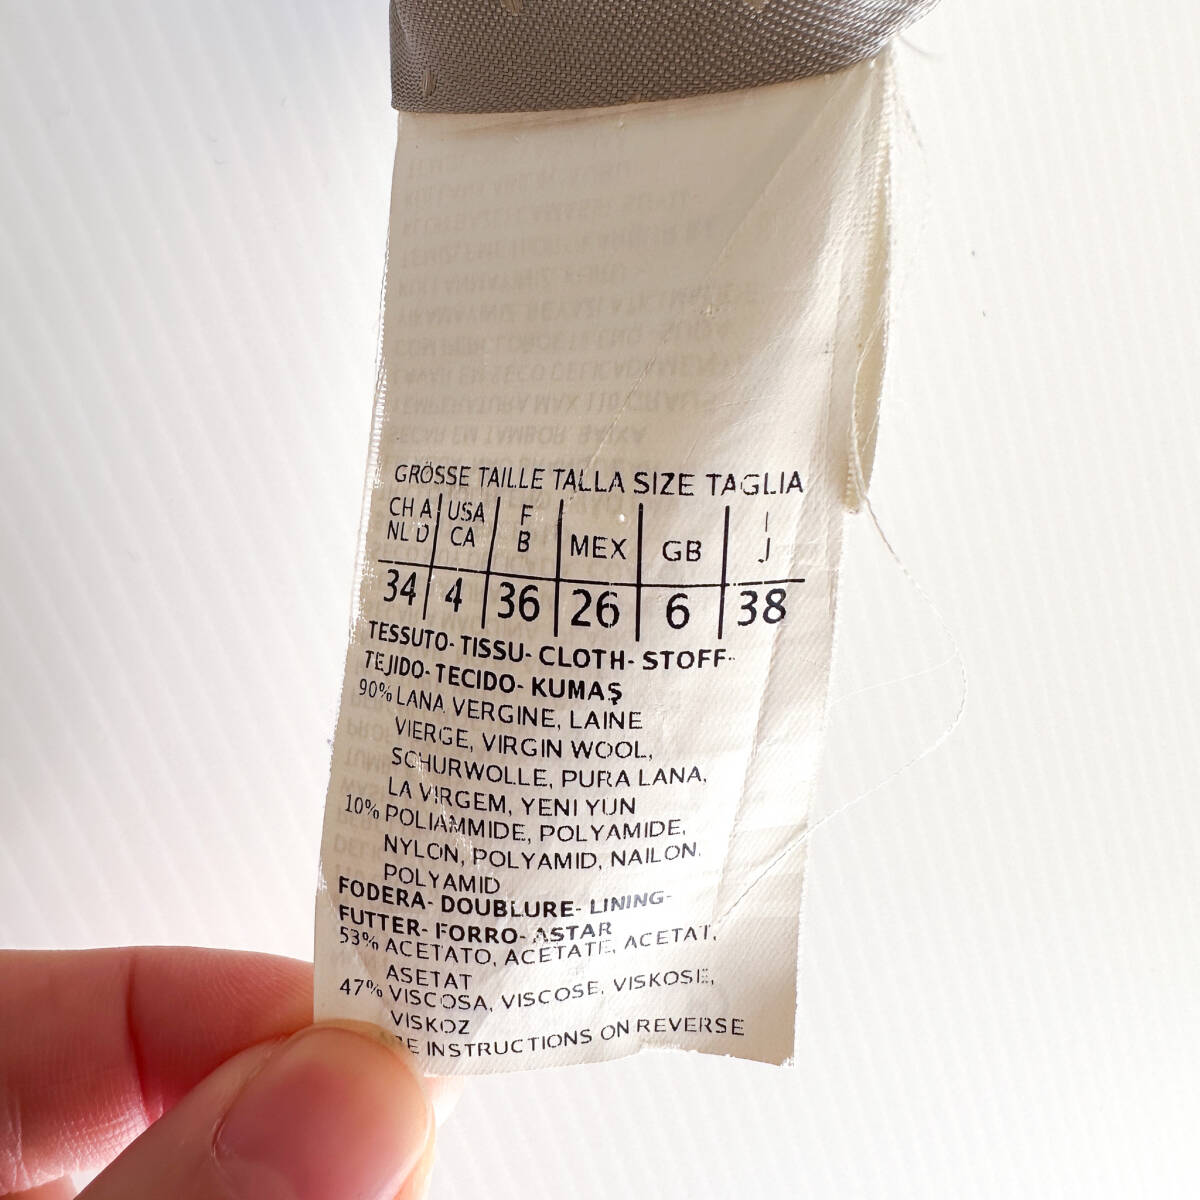 GRÖSSE TAILLE TALLA SIZE TAGLIA
CH A USA F MEX GB I
NL D CA B J
34 4 36 26 6 38
TESSUTO- TISSU- CLOTH- STOFF-
TEJIDO- TECIDO- KUMAŞ
90% LANA VERGINE, LAINE
VIERGE, VIRGIN WOOL,
SCHURWOLLE, PURA LANA,
LA VIRGEM, YENI YUN
10% POLIAMMIDE, POLYAMIDE,
NYLON, POLYAMID, NAILON,
POLYAMID
FODERA- DOUBLURE- LINING-
FUTTER- FORRO- ASTAR
53% ACETATO, ACETATE, ACETAT,
ASETAT
47% VISCOSA, VISCOSE, VISKOSE,
VISKOZ
INSTRUCTIONS ON REVERSE